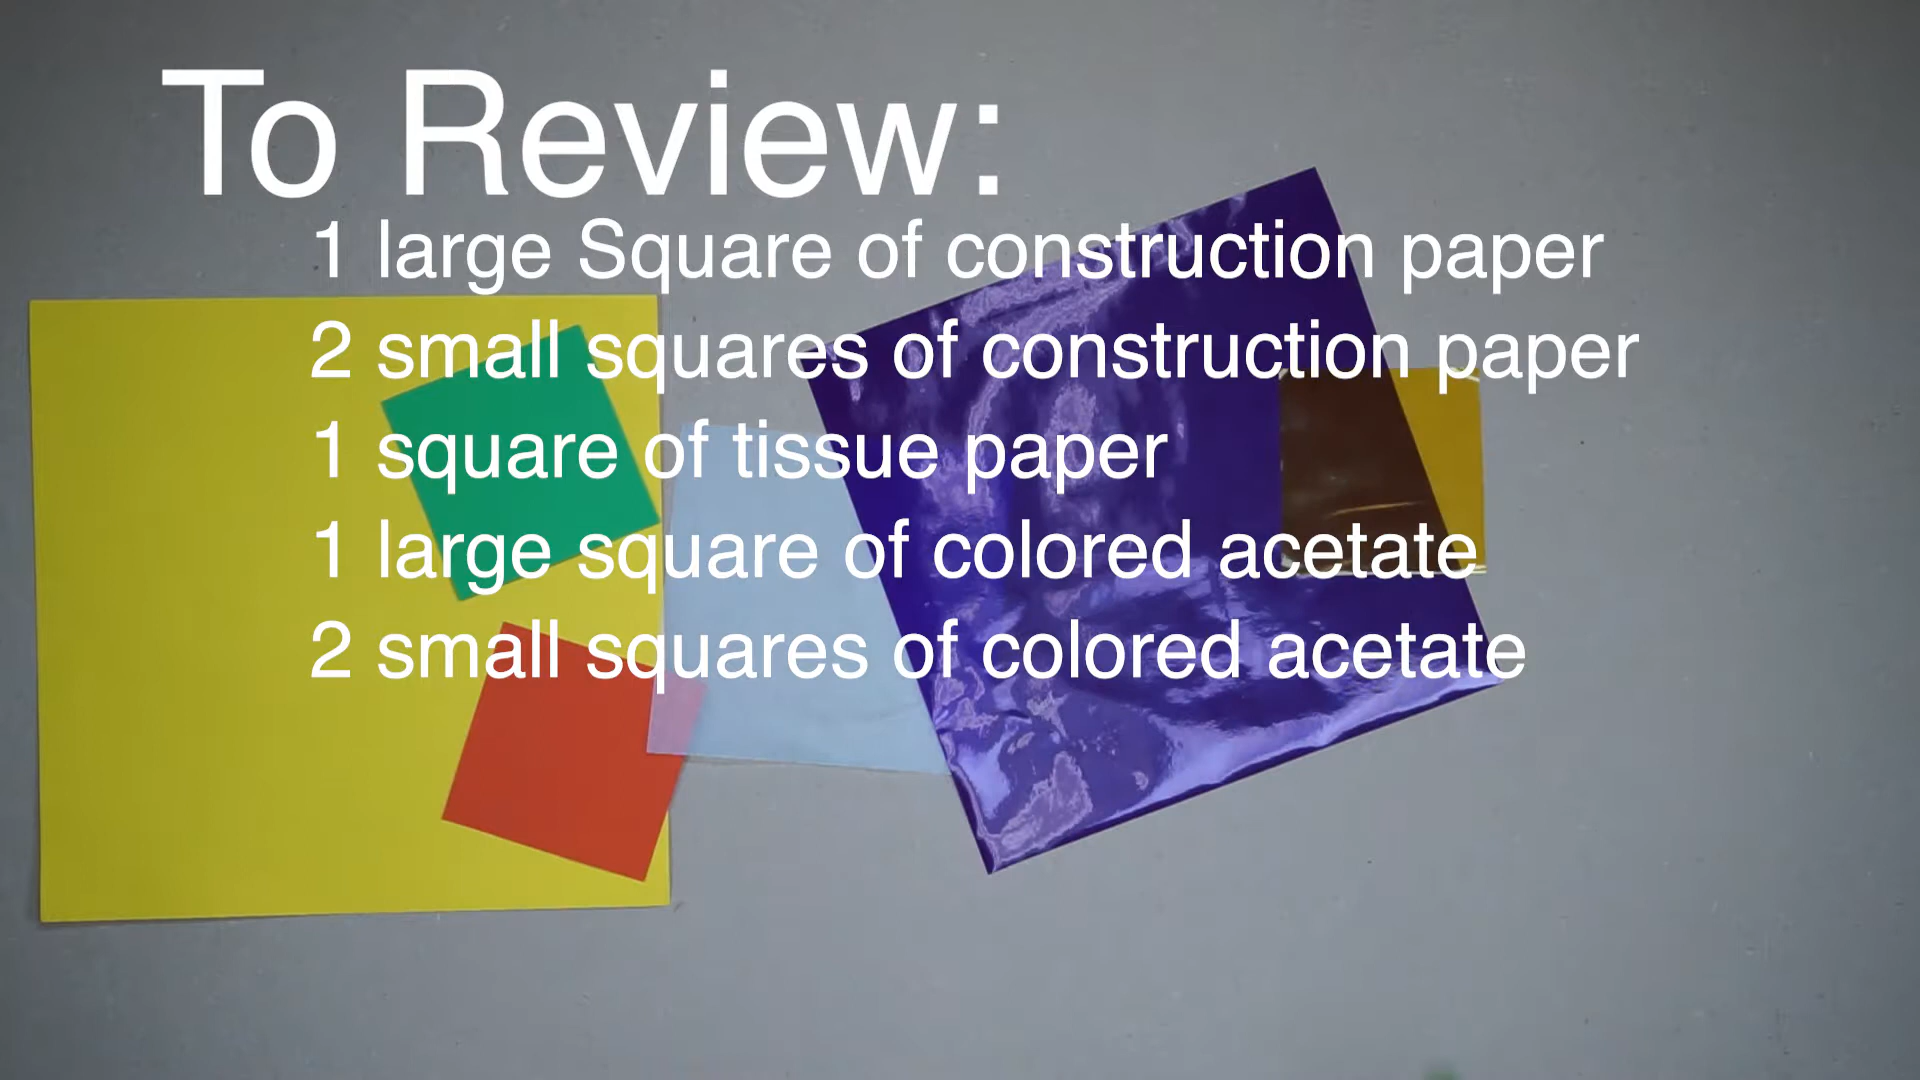 To Review:
1 large Square of construction paper
2 small squares of construction paper
1 square of tissue paper
1 large square of colored acetate
2 small squares of colored acetate